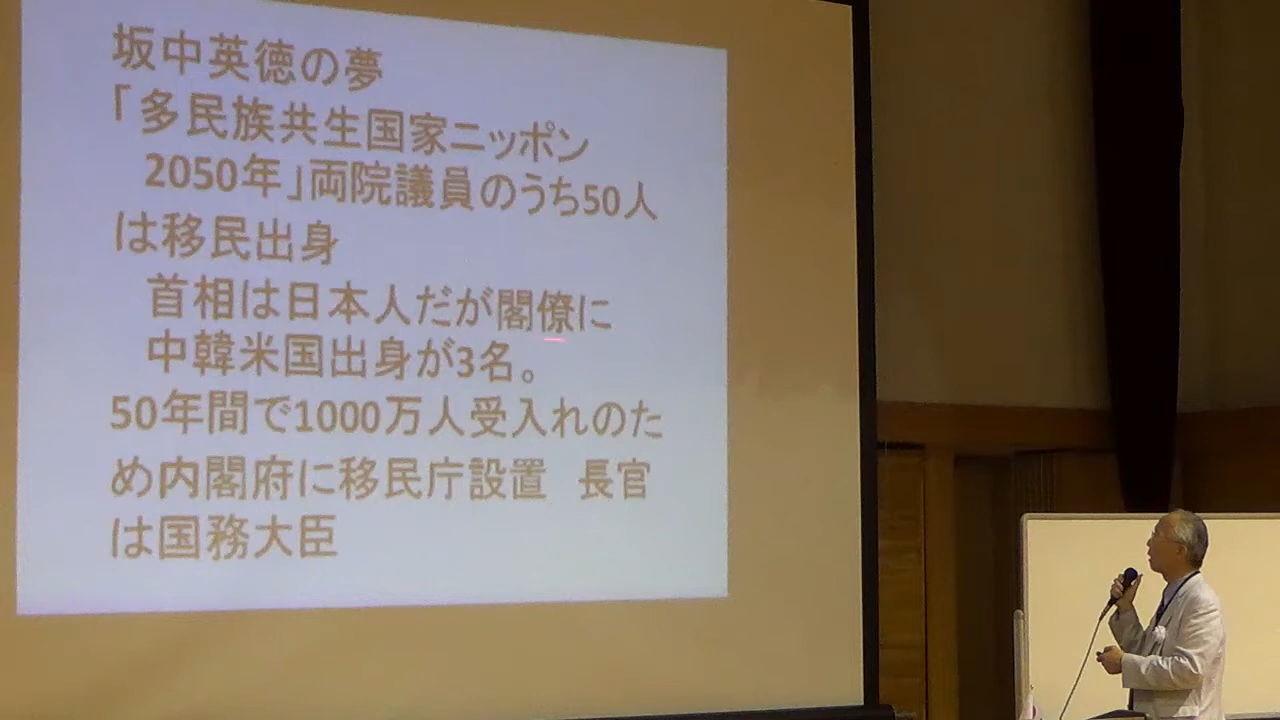 坂中英徳の夢
「多民族共生国家ニッポン
2050年」両院議員のうち50人
は移民出身
首相は日本人だが閣僚に
中韓米国出身が3名。
50年間で1000万人受入れのた
め内閣府に移民庁設置　長官
は国務大臣